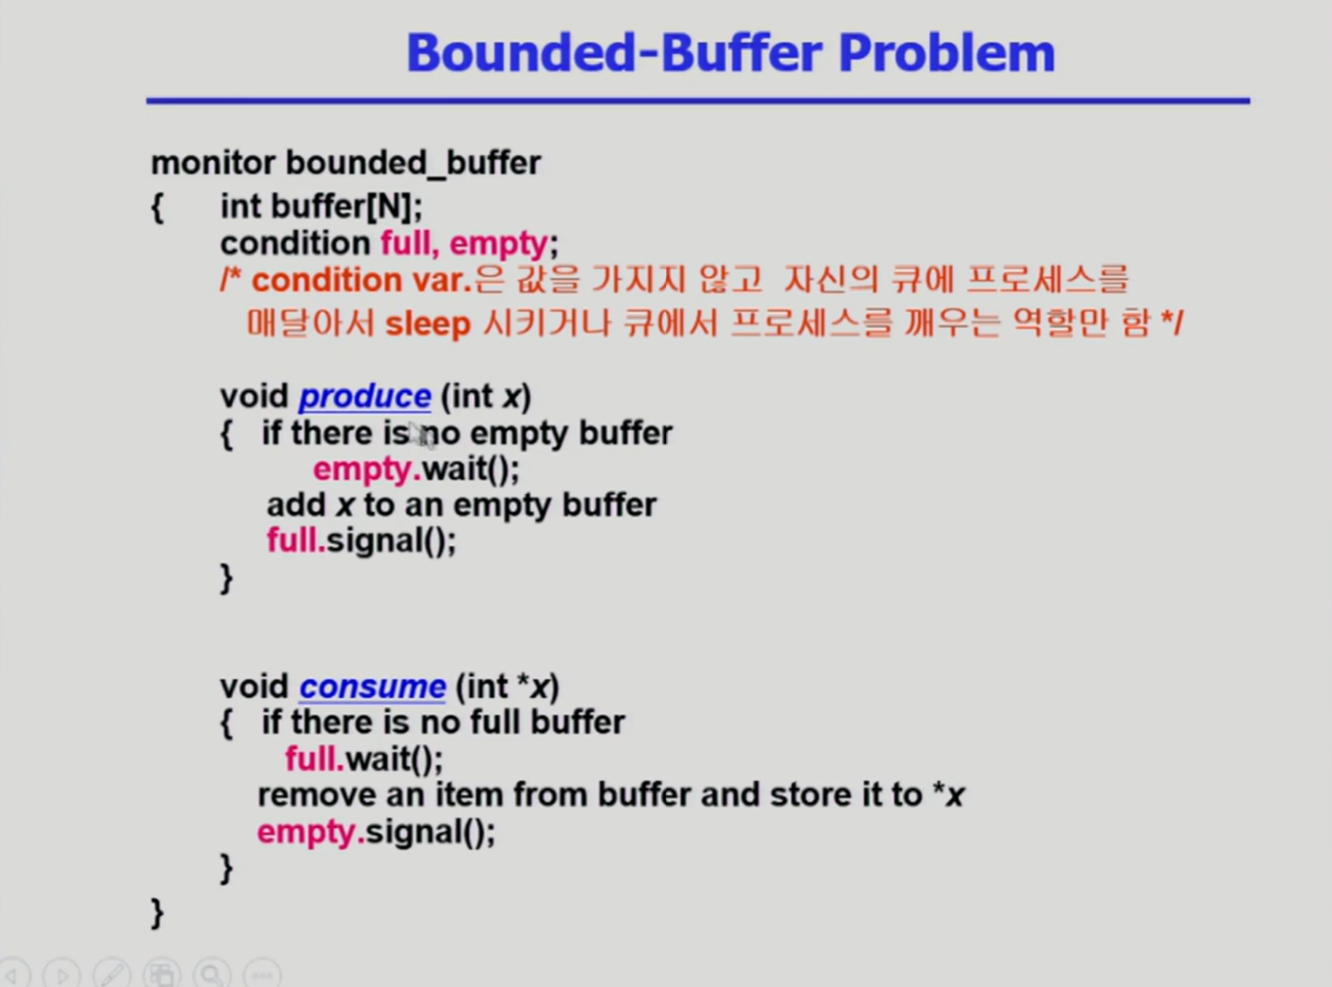 Bounded-Buffer Problem
monitor bounded_buffer
{ int buffer[N];
condition full, empty;
/* condition var.은 값을 가지지 않고 자신의 큐에 프로세스를
매달아서 sleep 시키거나 큐에서 프로세스를 깨우는 역할만 함 */
void produce (int x)
{ if there is no empty buffer
empty.wait();
add x to an empty buffer
full.signal();
}
void consume (int *x)
{ if there is no full buffer
full.wait();
remove an item from buffer and store it to *x
empty.signal();
}
}